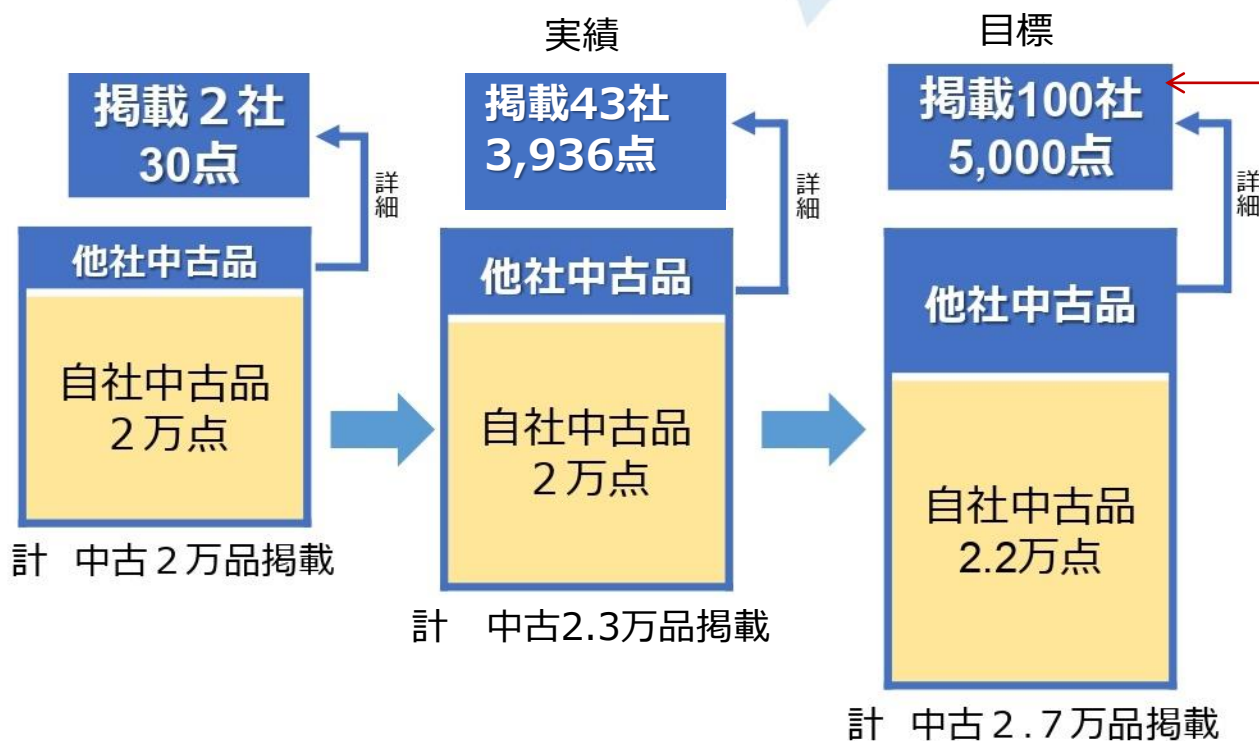 掲載２社
30点
詳細
他社中古品
自社中古品
２万点
計　中古２万品掲載
実績
掲載43社
3,936点
詳細
他社中古品
自社中古品
２万点
計　中古2.3万品掲載
目標
掲載100社
5,000点
詳細
他社中古品
自社中古品
2.2万点
計　中古２.７万品掲載